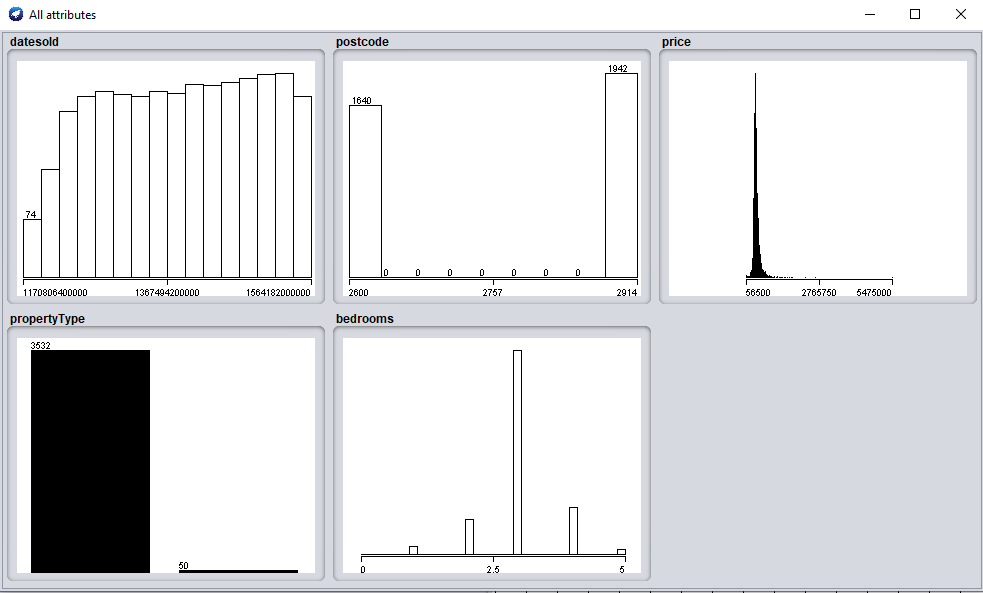 All attributes
datesold
74
1170806400000 1367494200000 1564182000000
postcode
1640 0 0 0 0 0 0 0 1942
2600 2757 2914
price
56500 2765750 5475000
propertyType
3532
50
bedrooms
0 2.5 5